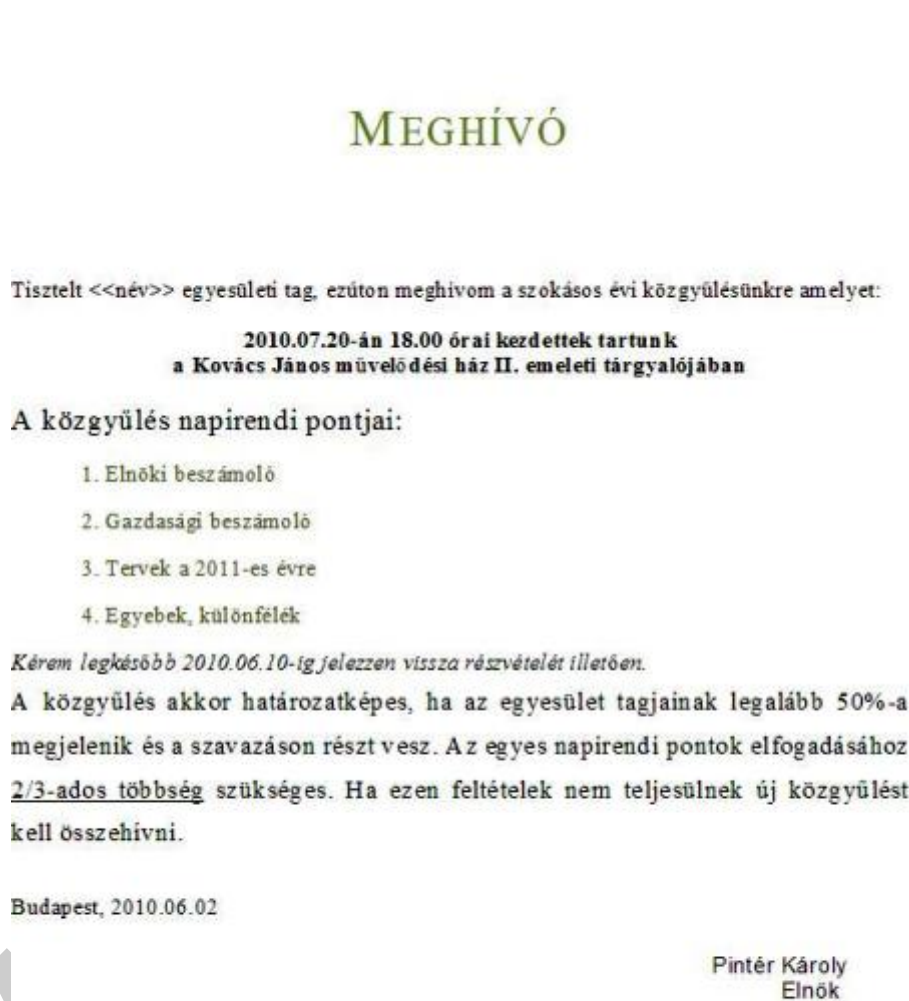 MEGHÍVÓ
Tisztelt <<név>> egyesületi tag, ezúton meghívom a szokásos évi közgyűlésünkre amelyet:
2010.07.20-án 18.00 órai kezdettek tartunk
a Kovács János művelődési ház II. emeleti tárgyalójában
A közgyűlés napirendi pontjai:
1. Elnöki beszámoló
2. Gazdasági beszámoló
3. Tervek a 2011-es évre
4. Egyebek, különfélék
Kérem legkésőbb 2010.06.10-ig jelezzen vissza részvételét illetően.
A közgyűlés akkor határozatképes, ha az egyesület tagjainak legalább 50%-a
megjelenik és a szavazáson részt vesz. Az egyes napirendi pontok elfogadásához
2/3-ados többség szükséges. Ha ezen feltételek nem teljesülnek új közgyűlést
kell összehívni.
Budapest, 2010.06.02
Pintér Károly
Elnök